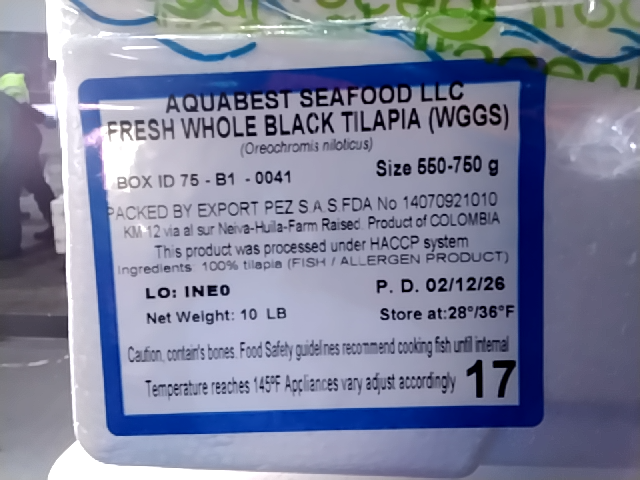 AQUABEST SEAFOOD LLC
FRESH WHOLE BLACK TILAPIA (WGGS)
(Oreochromis niloticus)
BOX ID 75 - B1 - 0041 Size 550-750 g
PACKED BY EXPORT PEZ S.A.S.FDA No 14070921010
KM 12 via al sur Neiva-Huila-Farm Raised. Product of COLOMBIA
This product was processed under HACCP system
Ingredients 100% tilapia (FISH / ALLERGEN PRODUCT)
LO: INE0 P. D. 02/12/26
Net Weight: 10 LB Store at:28°/36°F
Caution, contain's bones. Food Safety guidelines recommend cooking fish until internal
Temperature reaches 145ºF Appliances vary adjust accordingly 17